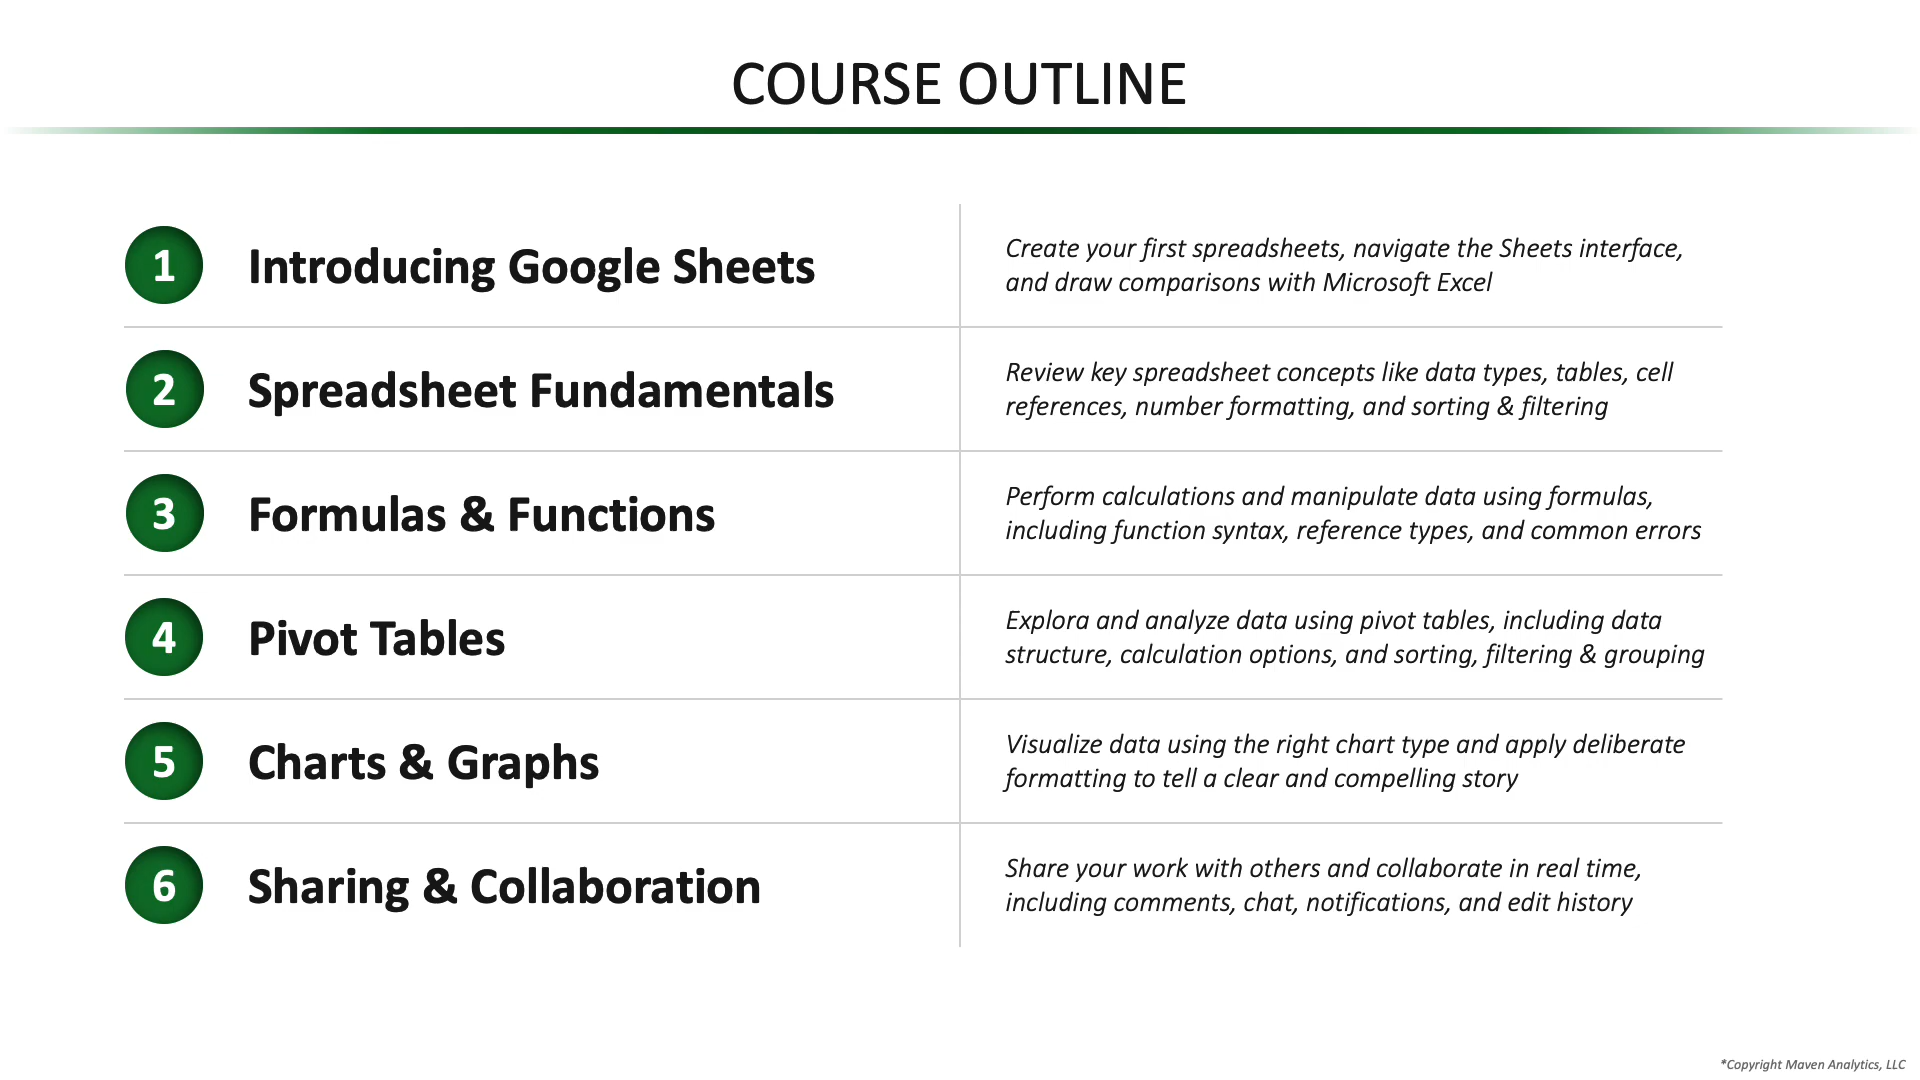 COURSE OUTLINE
1
Introducing Google Sheets
Create your first spreadsheets, navigate the Sheets interface,
and draw comparisons with Microsoft Excel
2
Spreadsheet Fundamentals
Review key spreadsheet concepts like data types, tables, cell
references, number formatting, and sorting & filtering
3
Formulas & Functions
Perform calculations and manipulate data using formulas,
including function syntax, reference types, and common errors
4
Pivot Tables
Explora and analyze data using pivot tables, including data
structure, calculation options, and sorting, filtering & grouping
5
Charts & Graphs
Visualize data using the right chart type and apply deliberate
formatting to tell a clear and compelling story
6
Sharing & Collaboration
Share your work with others and collaborate in real time,
including comments, chat, notifications, and edit history
*Copyright Maven Analytics, LLC